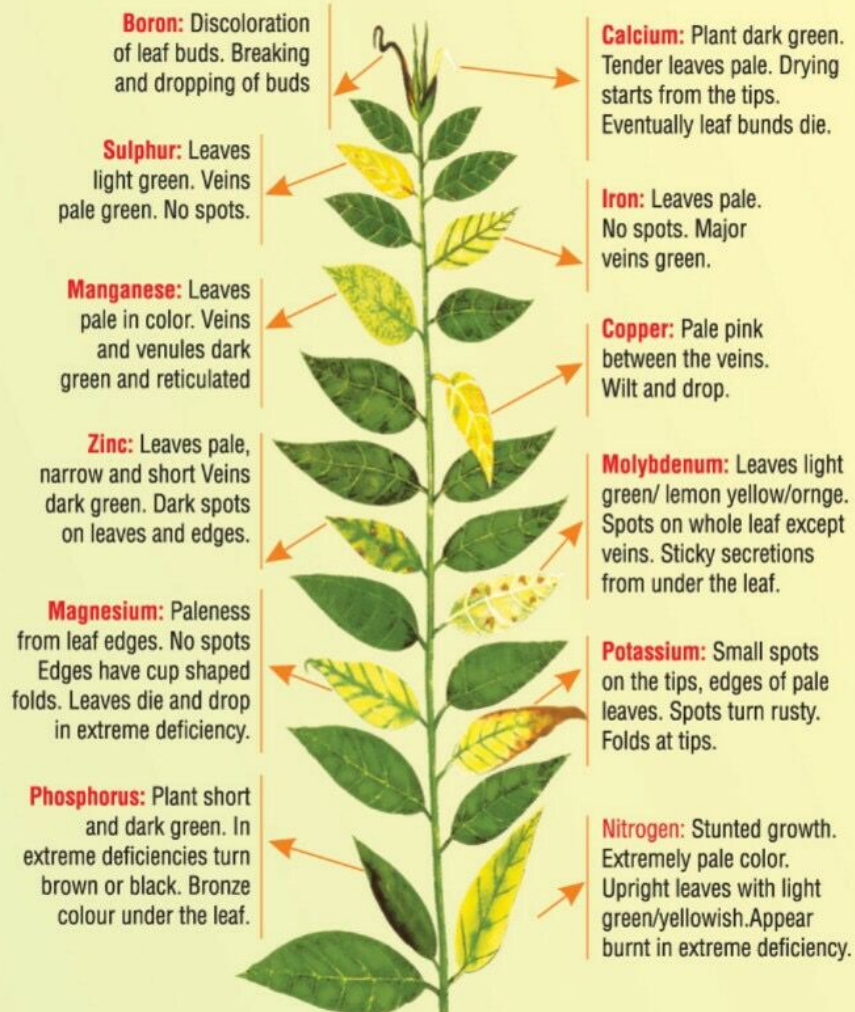 Boron: Discoloration
of leaf buds. Breaking
and dropping of buds
Sulphur: Leaves
light green. Veins
pale green. No spots.
Manganese: Leaves
pale in color. Veins
and venules dark
green and reticulated
Zinc: Leaves pale,
narrow and short Veins
dark green. Dark spots
on leaves and edges.
Magnesium: Paleness
from leaf edges. No spots
Edges have cup shaped
folds. Leaves die and drop
in extreme deficiency.
Phosphorus: Plant short
and dark green. In
extreme deficiencies turn
brown or black. Bronze
colour under the leaf.
Calcium: Plant dark green.
Tender leaves pale. Drying
starts from the tips.
Eventually leaf bunds die.
Iron: Leaves pale.
No spots. Major
veins green.
Copper: Pale pink
between the veins.
Wilt and drop.
Molybdenum: Leaves light
green/ lemon yellow/ornge.
Spots on whole leaf except
veins. Sticky secretions
from under the leaf.
Potassium: Small spots
on the tips, edges of pale
leaves. Spots turn rusty.
Folds at tips.
Nitrogen: Stunted growth.
Extremely pale color.
Upright leaves with light
green/yellowish.Appear
burnt in extreme deficiency.